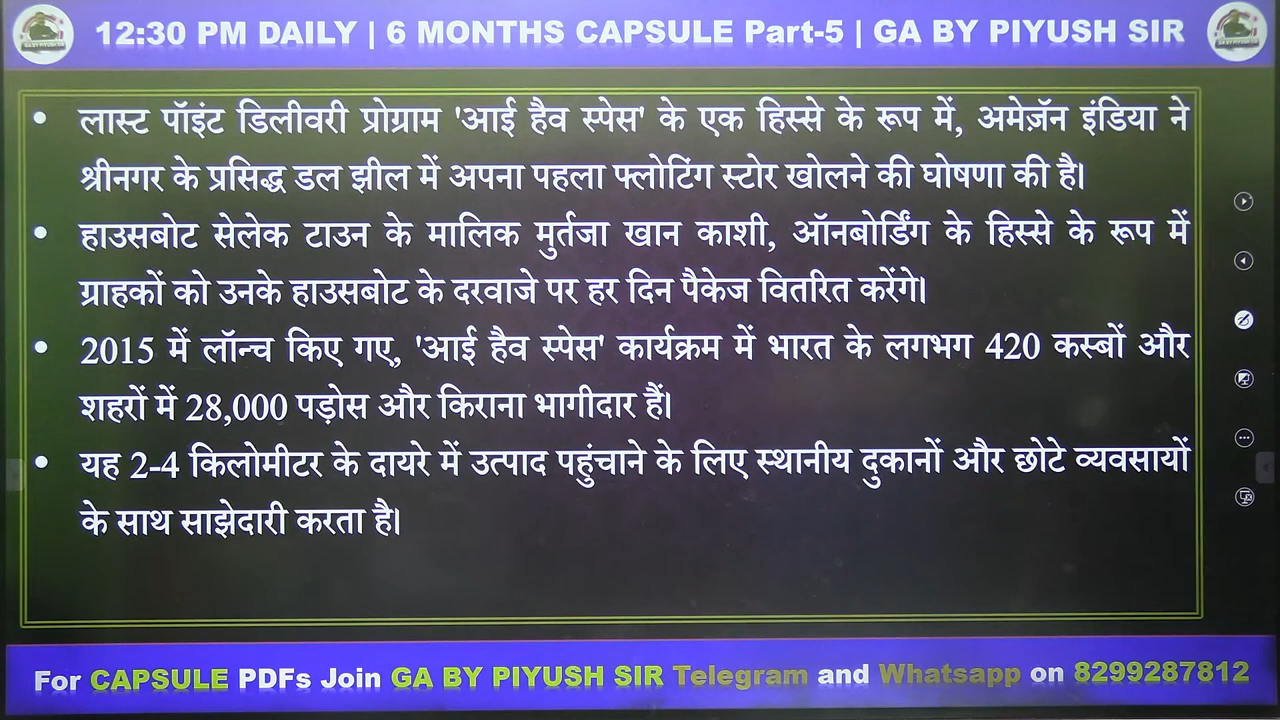 12:30 PM DAILY | 6 MONTHS CAPSULE Part-5 | GA BY PIYUSH SIR
• लास्ट पॉइंट डिलीवरी प्रोग्राम 'आई हैव स्पेस' के एक हिस्से के रूप में, अमेज़ॅन इंडिया ने
श्रीनगर के प्रसिद्ध डल झील में अपना पहला फ्लोटिंग स्टोर खोलने की घोषणा की है।
• हाउसबोट सेलेक टाउन के मालिक मुर्तजा खान काशी, ऑनबोर्डिंग के हिस्से के रूप में
ग्राहकों को उनके हाउसबोट के दरवाजे पर हर दिन पैकेज वितरित करेंगे।
• 2015 में लॉन्च किए गए, 'आई हैव स्पेस' कार्यक्रम में भारत के लगभग 420 कस्बों और
शहरों में 28,000 पड़ोस और किराना भागीदार हैं।
• यह 2-4 किलोमीटर के दायरे में उत्पाद पहुंचाने के लिए स्थानीय दुकानों और छोटे व्यवसायों
के साथ साझेदारी करता है।
For CAPSULE PDFs Join GA BY PIYUSH SIR Telegram and Whatsapp on 8299287812